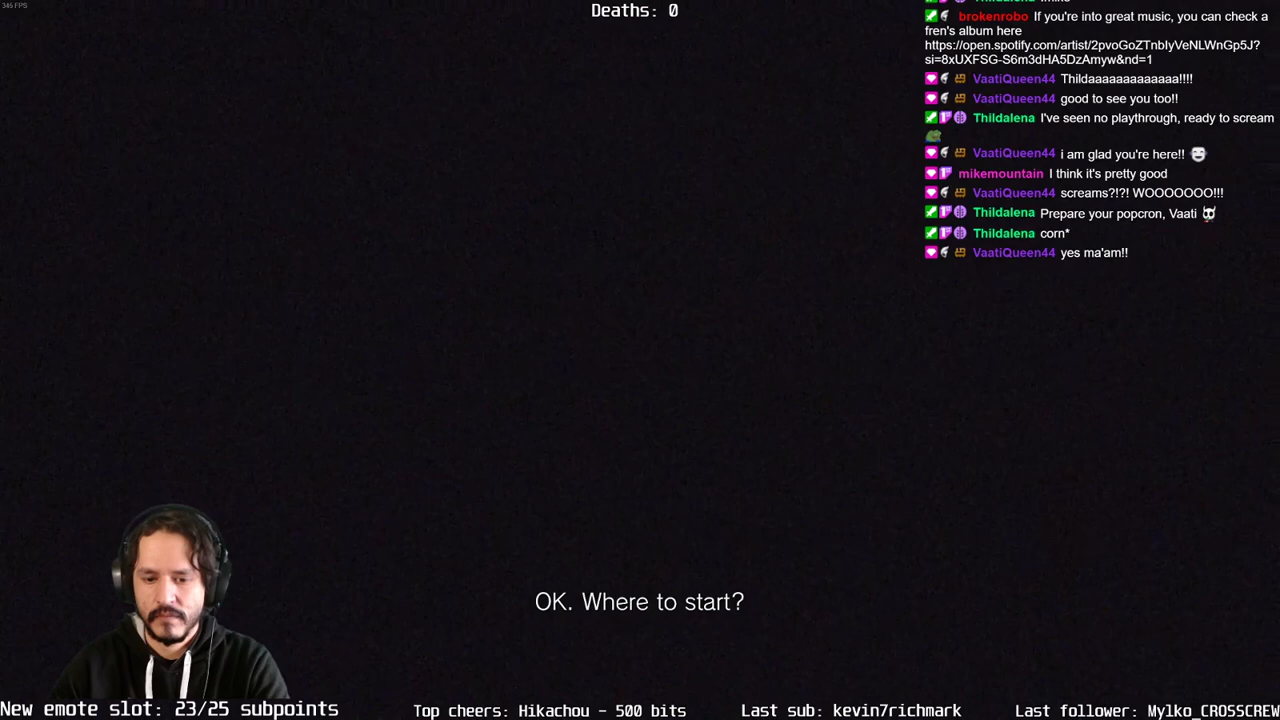 345 FPS
Deaths: 0
brokenrobo If you're into great music, you can check a
fren's album here
https://open.spotify.com/artist/2pvoGoZTnbIyVeNLWnGp5J?
si=8xUXFSG-S6m3dHA5DzAmyw&nd=1
VaatiQueen44 Thildaaaaaaaaaaaaa!!!!
VaatiQueen44 good to see you too!!
Thildalena I've seen no playthrough, ready to scream
VaatiQueen44 i am glad you're here!!
mikemountain I think it's pretty good
VaatiQueen44 screams?!?! WOOOOOOO!!!
Thildalena Prepare your popcron, Vaati
Thildalena corn*
VaatiQueen44 yes ma'am!!
OK. Where to start?
New emote slot: 23/25 subpoints
Top cheers: Hikachou - 500 bits
Last sub: kevin7richmark
Last follower: Mylko_CROSSCREW